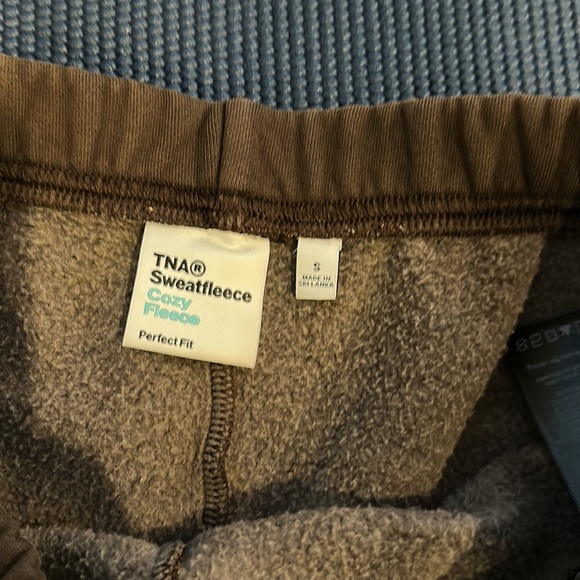 TNA®
Sweatfleece
Cozy
Fleece
Perfect Fit
S
MADE IN
SRI LANKA